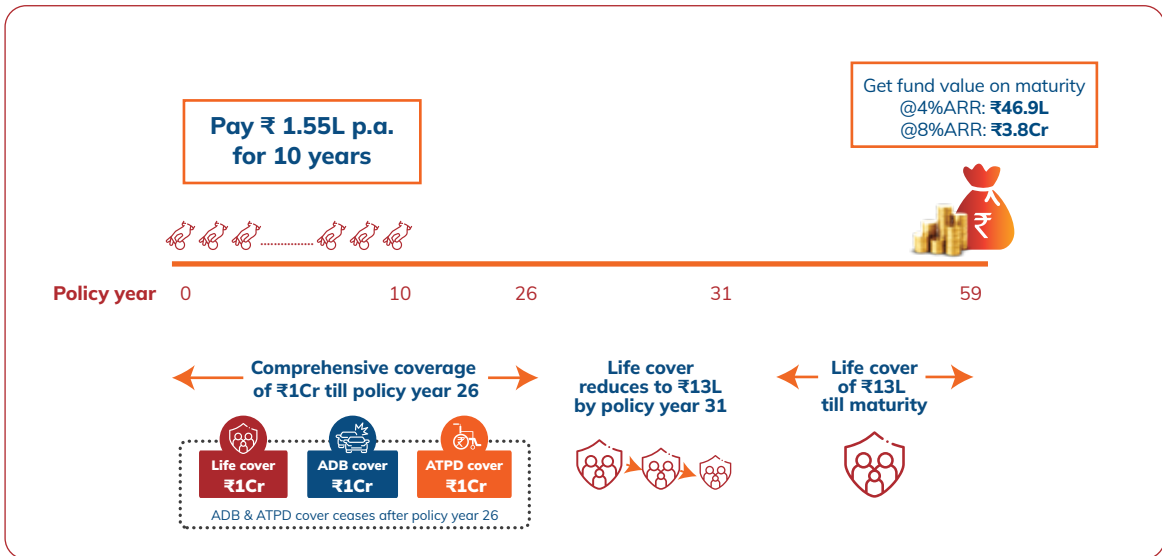 Pay ₹ 1.55L p.a.
for 10 years
Get fund value on maturity
@4%ARR: ₹46.9L
@8%ARR: ₹3.8Cr
₹
Policy year 0 10 26 31 59
Comprehensive coverage
of ₹1Cr till policy year 26
Life cover
₹1Cr
ADB cover
₹1Cr
₹
ATPD cover
₹1Cr
ADB & ATPD cover ceases after policy year 26
Life cover
reduces to ₹13L
by policy year 31
Life cover
of ₹13L
till maturity